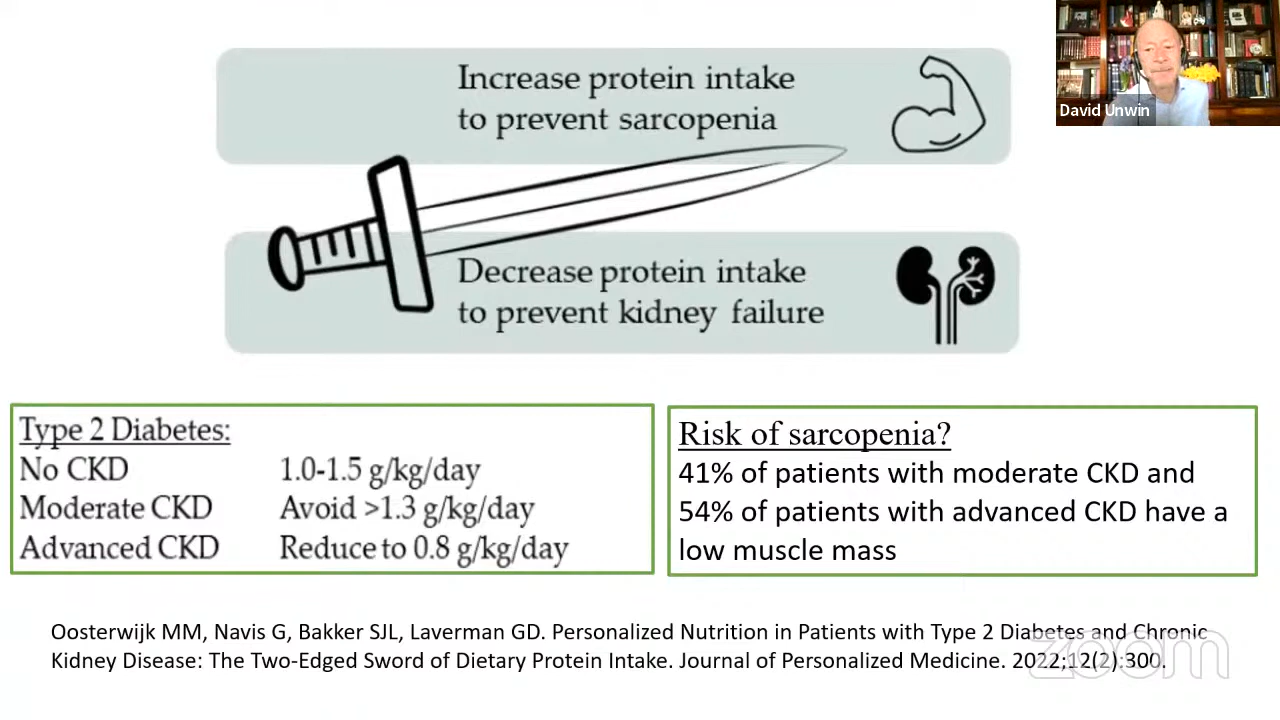 Increase protein intake
to prevent sarcopenia
David Unwin
Decrease protein intake
to prevent kidney failure
Type 2 Diabetes:
No CKD 1.0-1.5 g/kg/day
Moderate CKD Avoid >1.3 g/kg/day
Advanced CKD Reduce to 0.8 g/kg/day
Risk of sarcopenia?
41% of patients with moderate CKD and
54% of patients with advanced CKD have a
low muscle mass
Oosterwijk MM, Navis G, Bakker SJL, Laverman GD. Personalized Nutrition in Patients with Type 2 Diabetes and Chronic
Kidney Disease: The Two-Edged Sword of Dietary Protein Intake. Journal of Personalized Medicine. 2022;12(2):300.
zoom